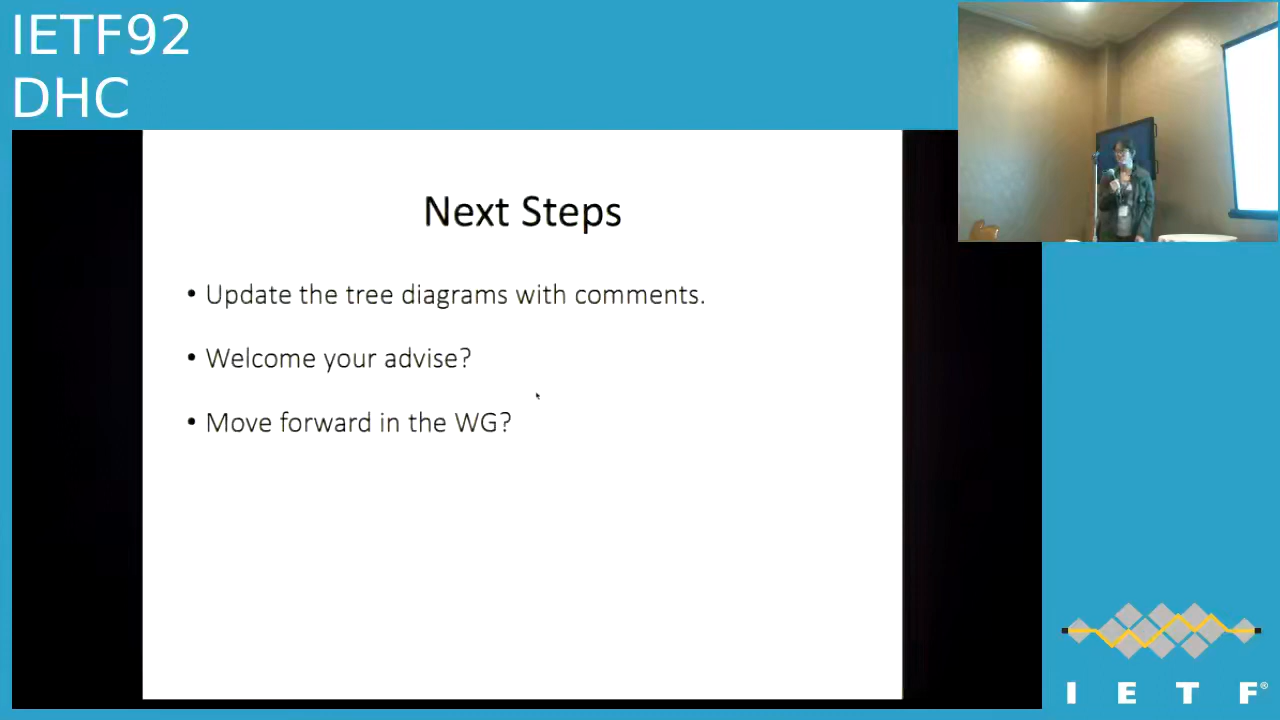 IETF92
DHC
Next Steps
• Update the tree diagrams with comments.
• Welcome your advise?
• Move forward in the WG?
I E T F®